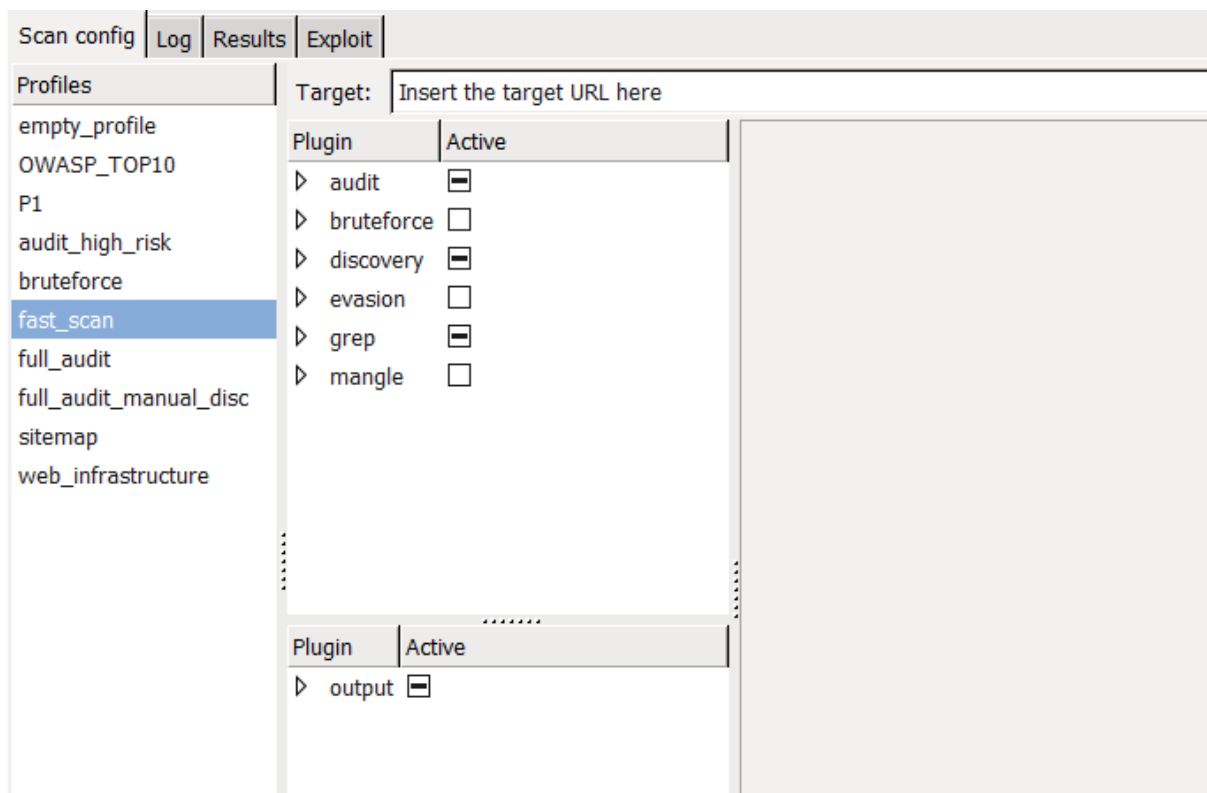 Scan config Log Results Exploit
Profiles
empty_profile
OWASP_TOP10
P1
audit_high_risk
bruteforce
fast_scan
full_audit
full_audit_manual_disc
sitemap
web_infrastructure
Target: Insert the target URL here
Plugin Active
audit
bruteforce
discovery
evasion
grep
mangle
Plugin Active
output